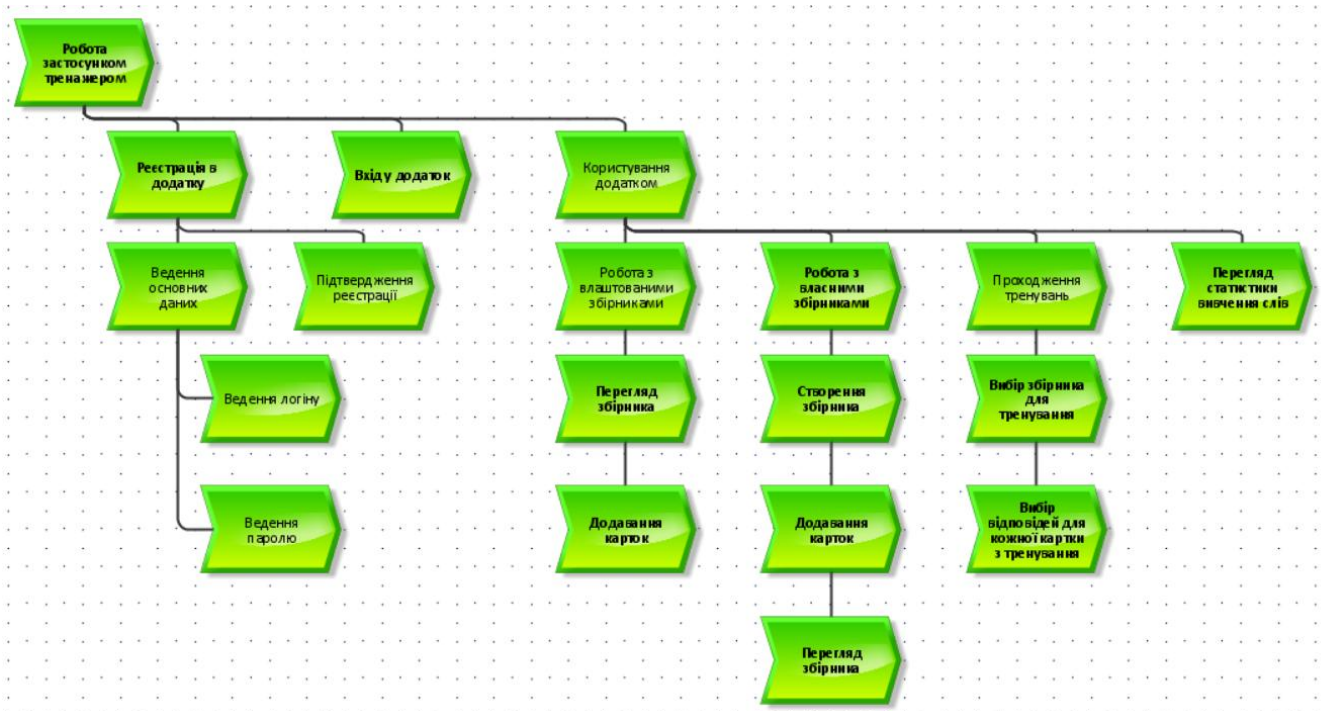 Робота
застосунком
тренажером
Реєстрація в
додатку
Вхід у додаток
Користування
додатком
Ведення
основних
даних
Підтвердження
реєстрації
Робота з
влаштованими
збірниками
Робота з
власними
збірниками
Проходження
тренувань
Перегляд
статистики
вивчення слів
Ведення логіну
Перегляд
збірника
Створення
збірника
Вибір збірника
для
тренування
Ведення
паролю
Додавання
карток
Додавання
карток
Вибір
відповідей для
кожної картки
з тренування
Перегляд
збірника